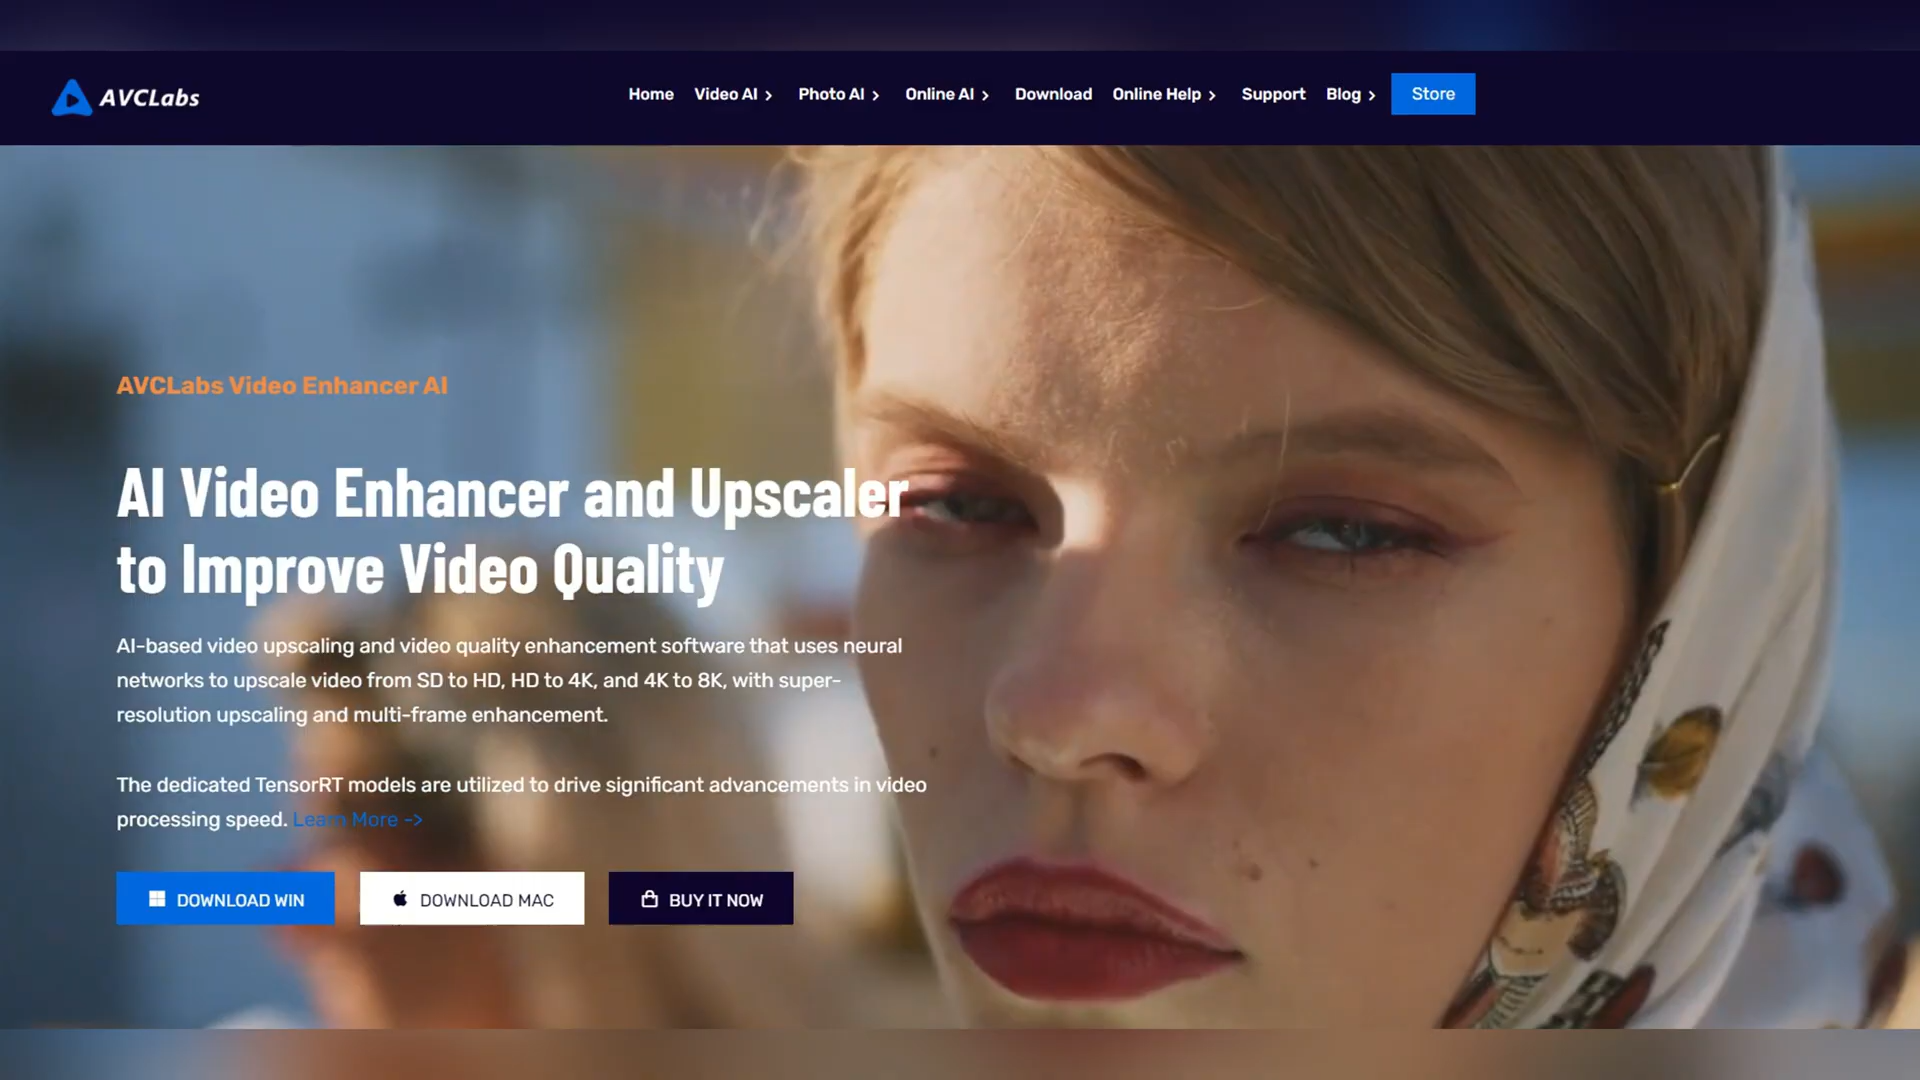 AVCLabs
Home Video AI Photo AI Online AI Download Online Help Support Blog Store
AVCLabs Video Enhancer AI
AI Video Enhancer and Upscaler
to Improve Video Quality
AI-based video upscaling and video quality enhancement software that uses neural
networks to upscale video from SD to HD, HD to 4K, and 4K to 8K, with super-
resolution upscaling and multi-frame enhancement.
The dedicated TensorRT models are utilized to drive significant advancements in video
processing speed. Learn More ->
DOWNLOAD WIN DOWNLOAD MAC BUY IT NOW